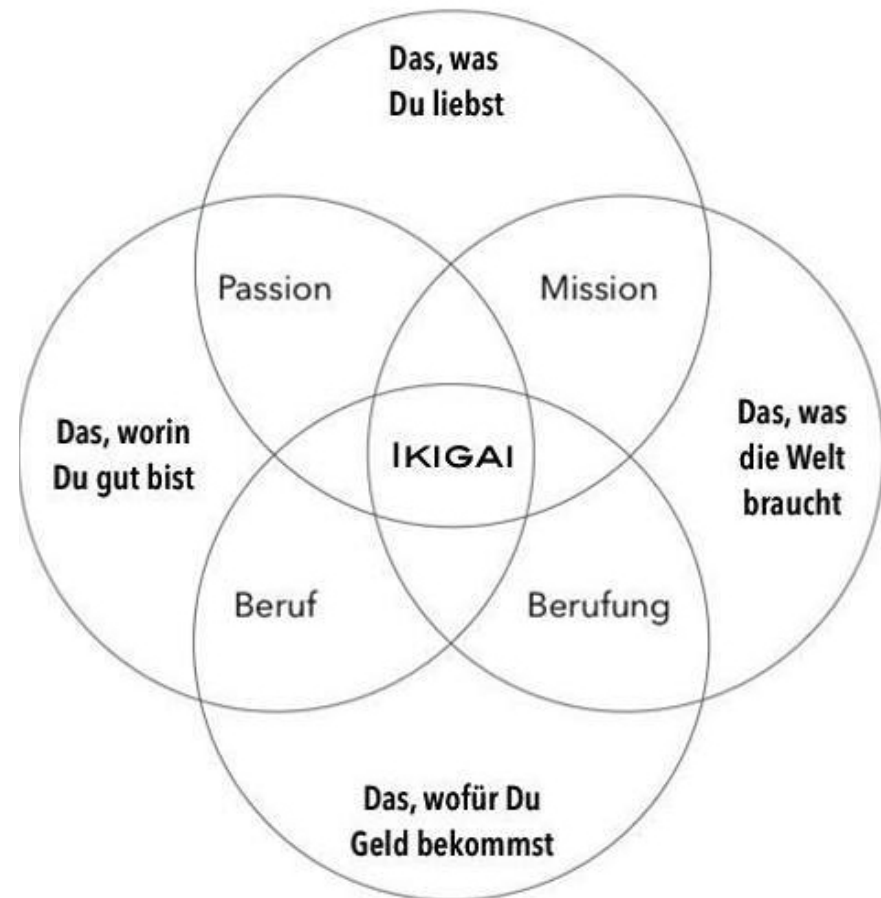 Das, was
Du liebst
Passion
Mission
Das, worin
Du gut bist
IKIGAI
Das, was
die Welt
braucht
Beruf
Berufung
Das, wofür Du
Geld bekommst